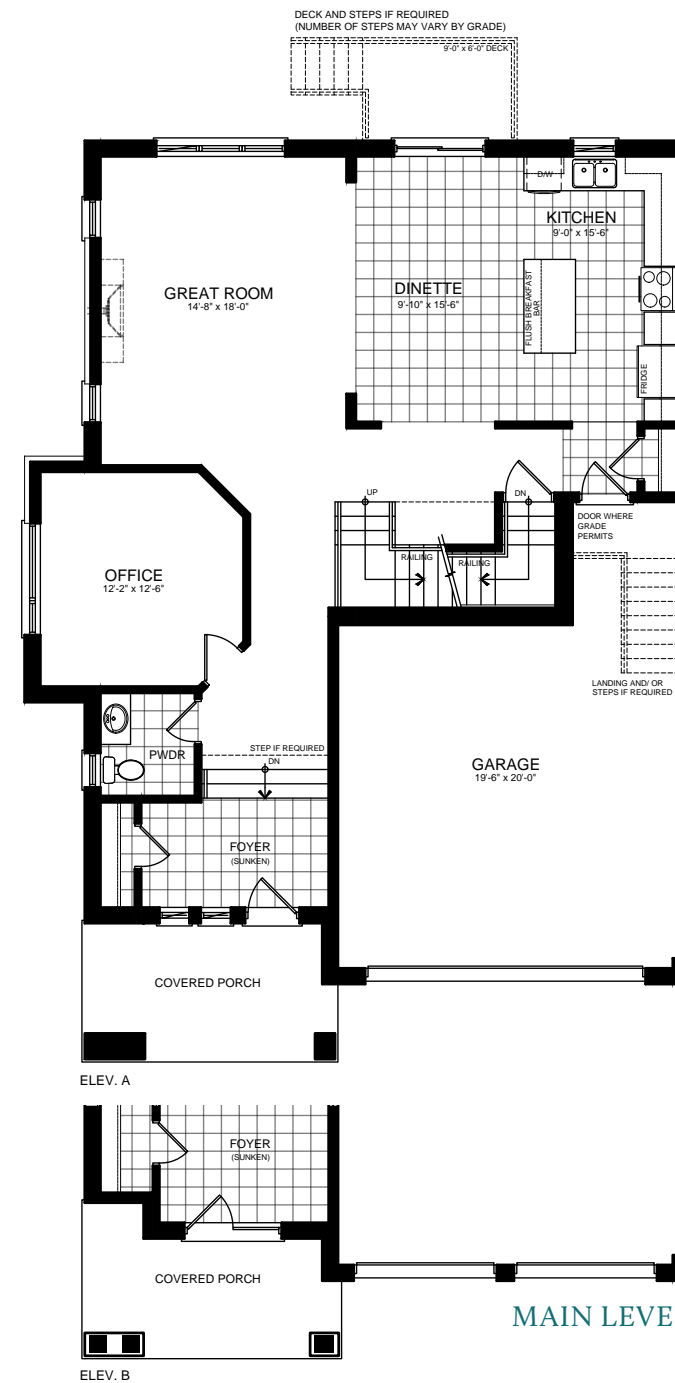 DECK AND STEPS IF REQUIRED
(NUMBER OF STEPS MAY VARY BY GRADE)
9'-0" x 6'-0" DECK
D/W
KITCHEN
9'-0" x 15'-6"
GREAT ROOM
14'-8" x 18'-0"
DINETTE
9'-10" x 15'-6"
FLUSH BREAKFAST
BAR
FRIDGE
UP
DN
DOOR WHERE
GRADE
PERMITS
RAILING
RAILING
OFFICE
12'-2" x 12'-6"
LANDING AND/ OR
STEPS IF REQUIRED
PWDR
STEP IF REQUIRED
DN
GARAGE
19'-6" x 20'-0"
FOYER
(SUNKEN)
COVERED PORCH
ELEV. A
FOYER
(SUNKEN)
COVERED PORCH
MAIN LEVE
ELEV. B